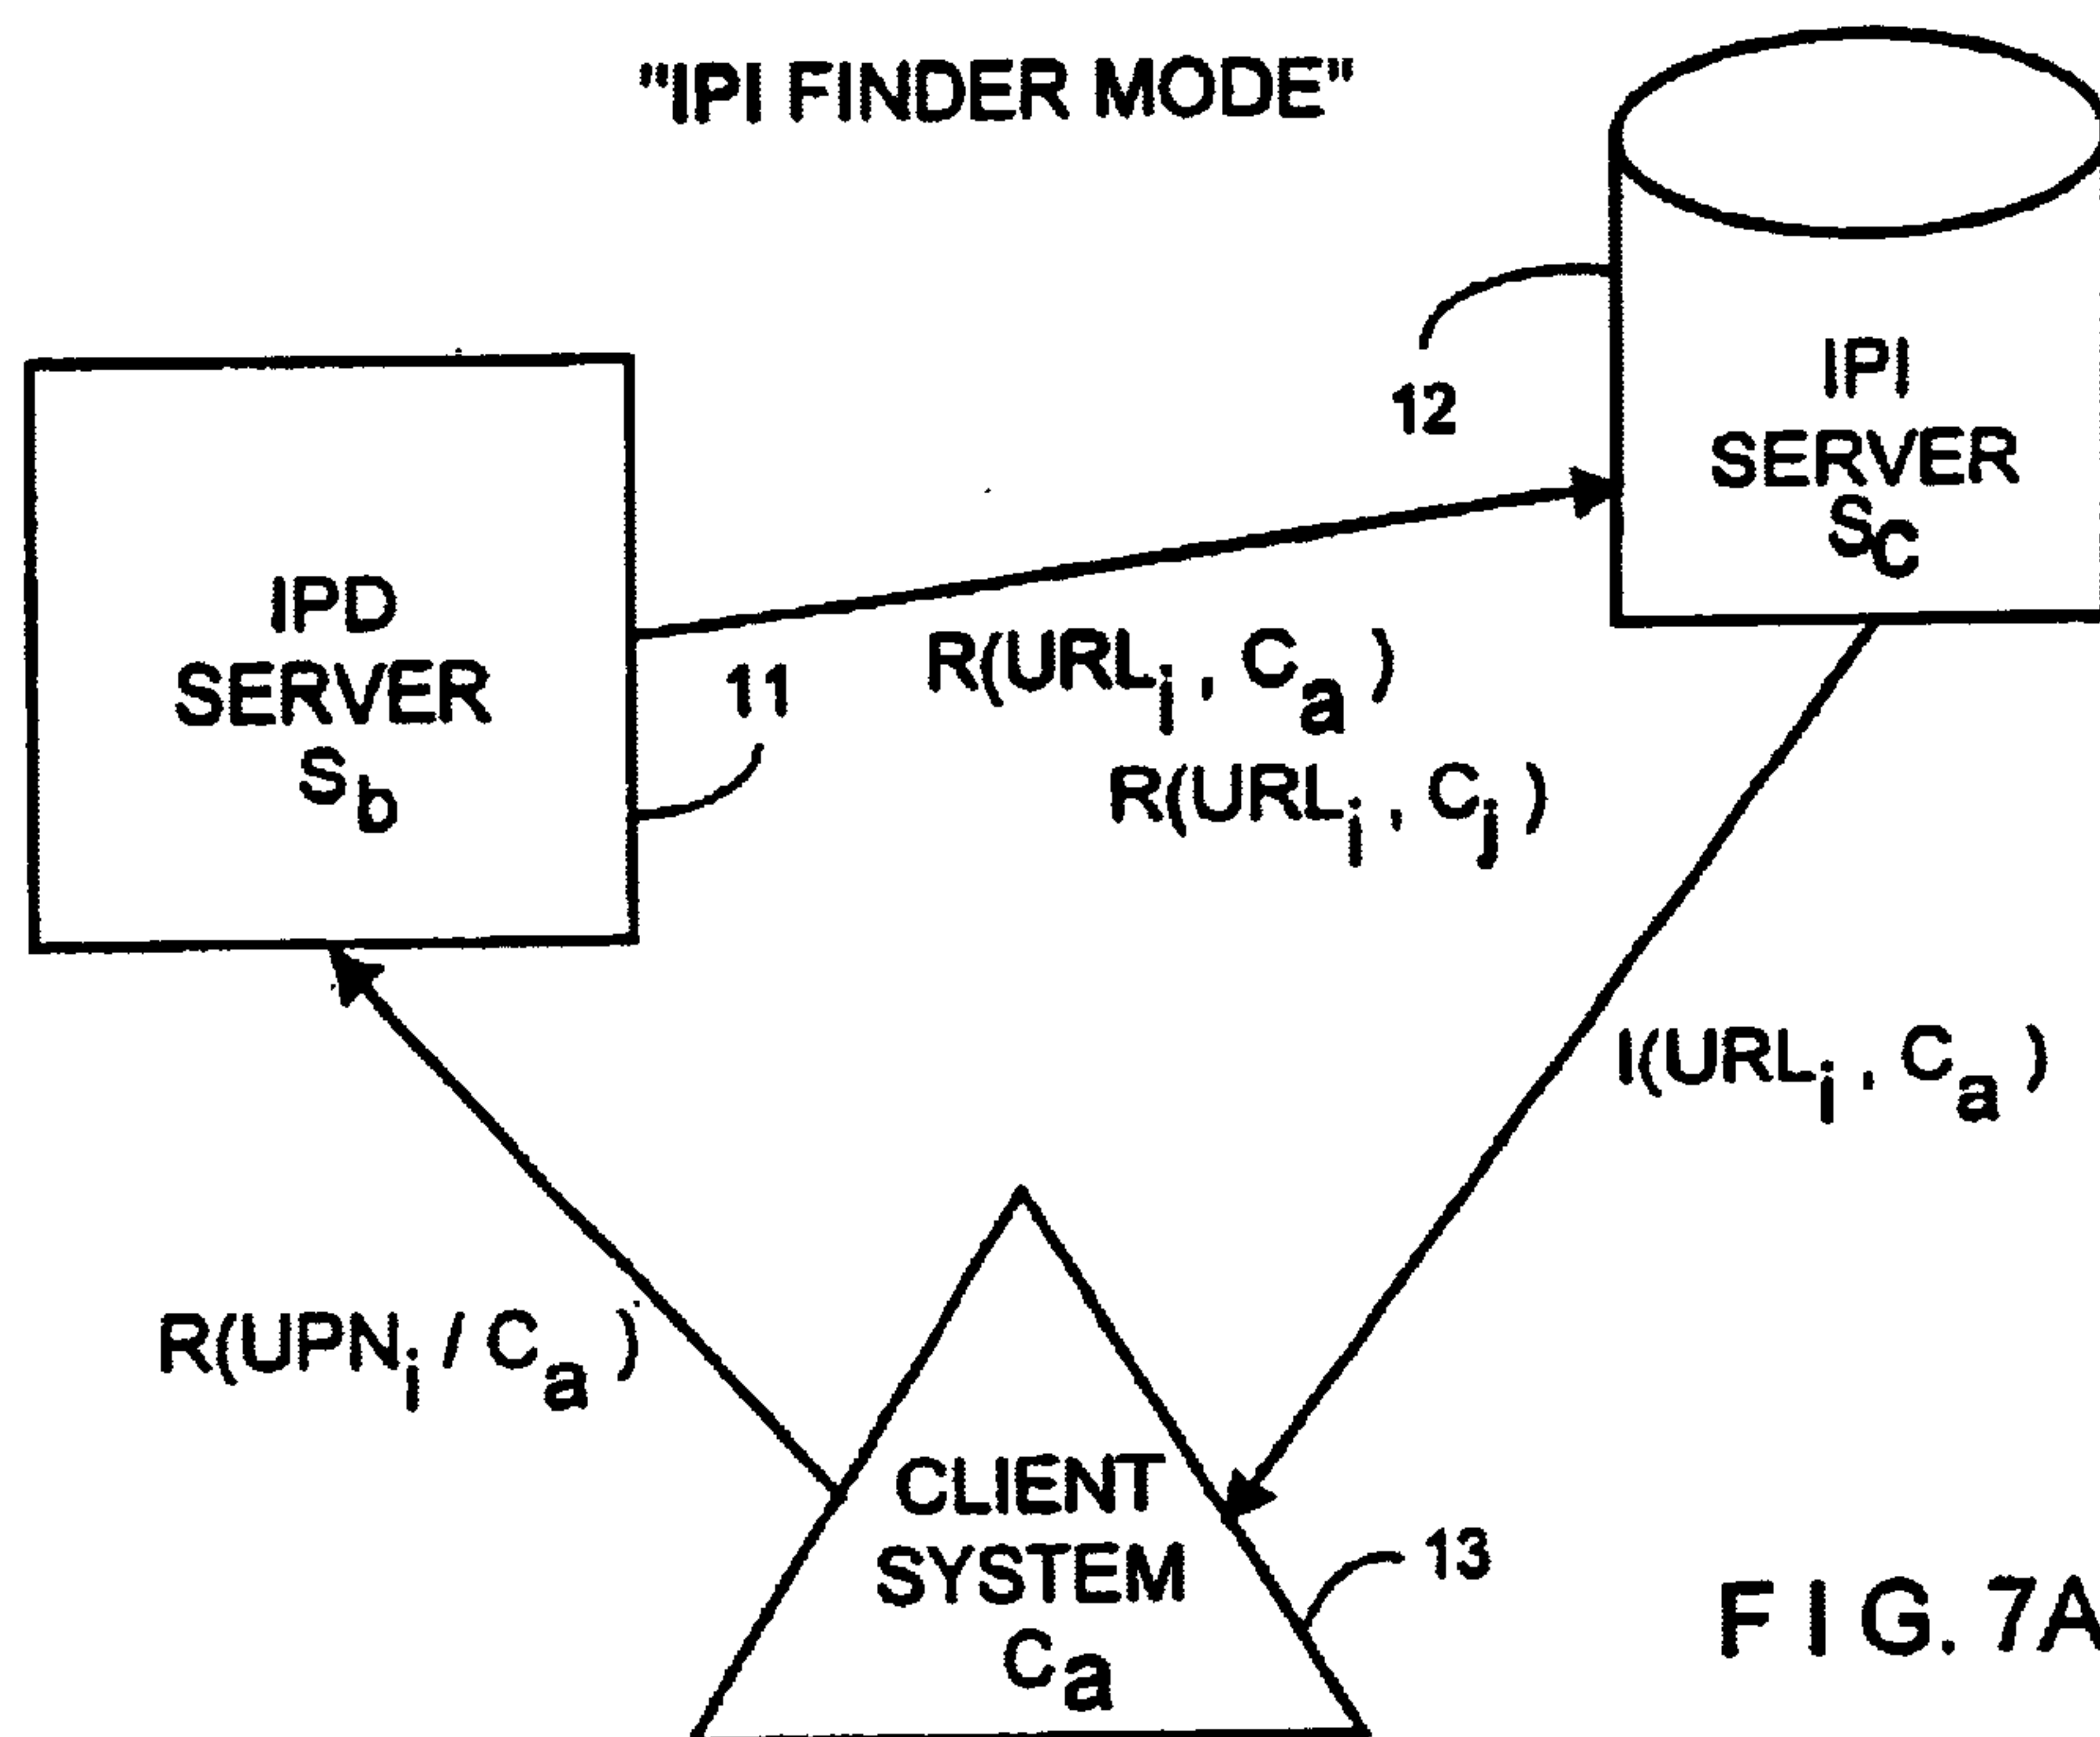 "IPI FINDER MODE"
IPI
SERVER
Sc
12
IPD
SERVER
Sb
11
R(URLi, Ca)
R(URLi, Cj)
I(URLi, Ca)
R(UPNi / Ca)
CLIENT
SYSTEM
Ca
13
FIG. 7A